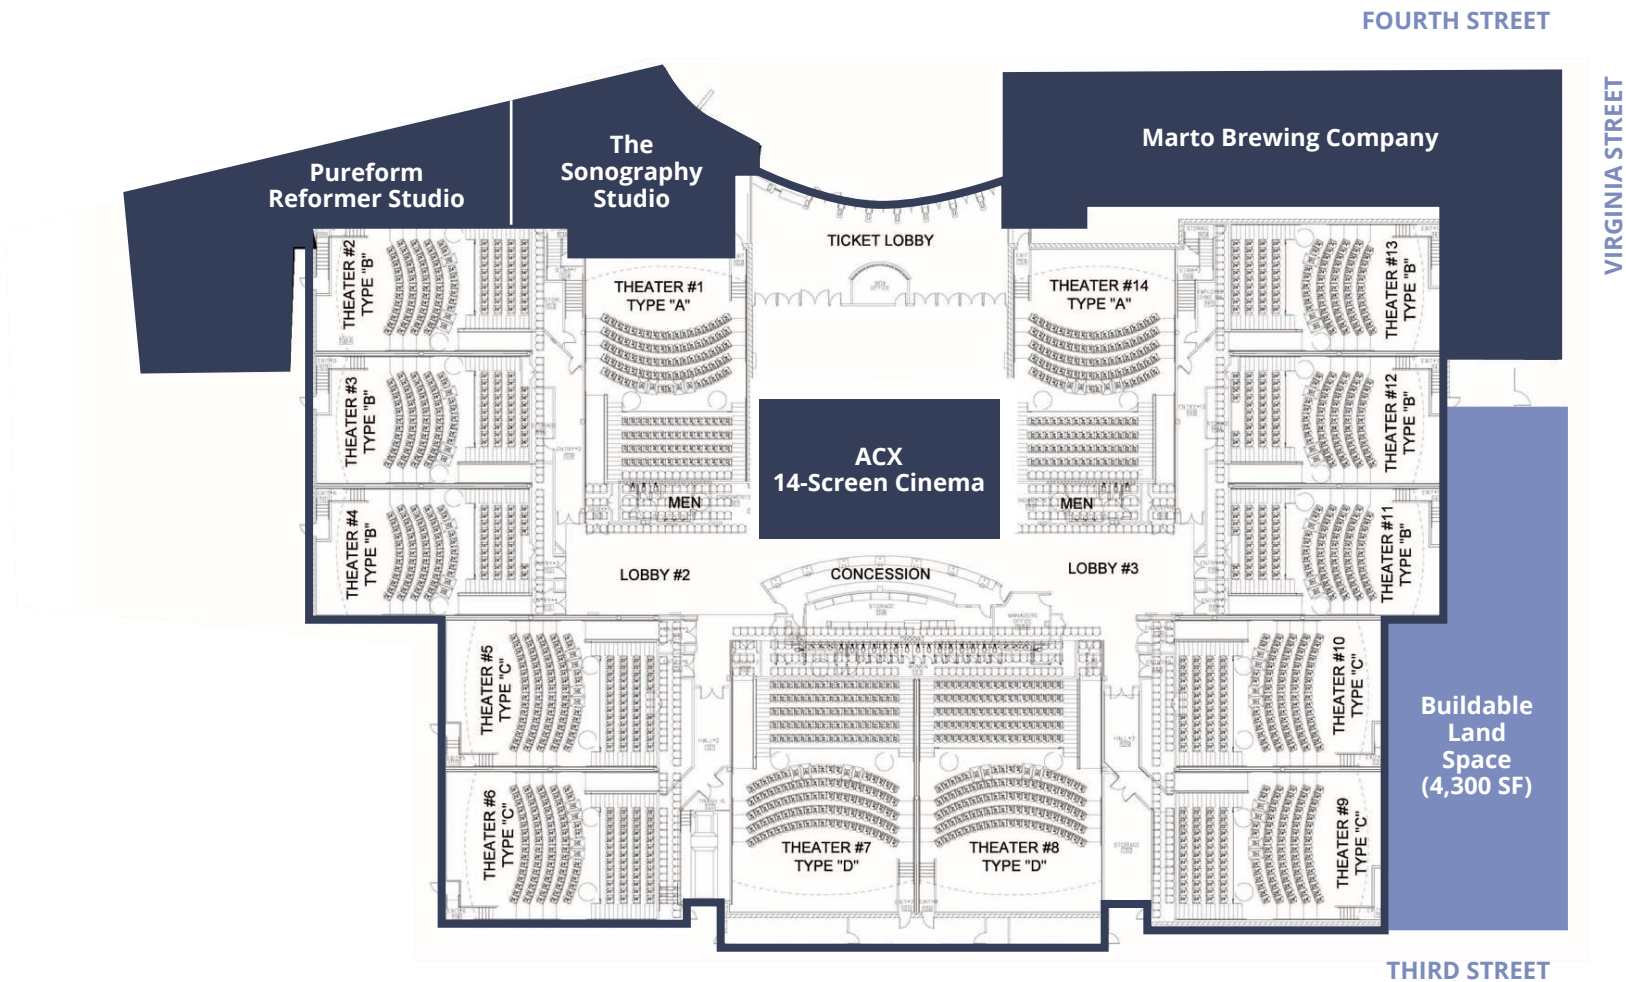 FOURTH STREET
VIRGINIA STREET
Pureform
Reformer Studio
The
Sonography
Studio
Marto Brewing Company
TICKET LOBBY
THEATER #2
TYPE "B"
THEATER #1
TYPE "A"
THEATER #14
TYPE "A"
THEATER #13
TYPE "B"
THEATER #3
TYPE "B"
THEATER #12
TYPE "B"
ACX
14-Screen Cinema
MEN
MEN
THEATER #4
TYPE "B"
THEATER #11
TYPE "B"
LOBBY #2
CONCESSION
LOBBY #3
STORAGE
THEATER #5
TYPE "C"
THEATER #10
TYPE "C"
Buildable
Land
Space
(4,300 SF)
THEATER #6
TYPE "C"
THEATER #7
TYPE "D"
THEATER #8
TYPE "D"
STORAGE
THEATER #9
TYPE "C"
THIRD STREET